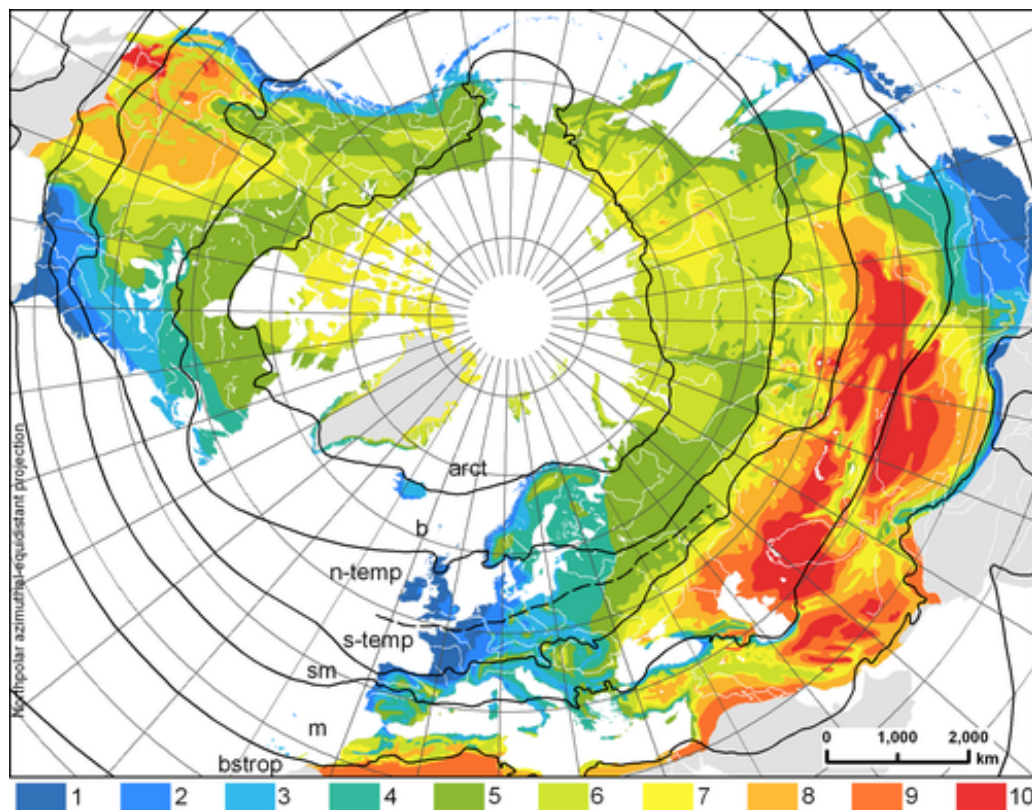 Northpolar azimuthal-equidistant projection
arct
b
n-temp
s-temp
sm
m
bstrop
0 1,000 2,000
km
1 2 3 4 5 6 7 8 9 10